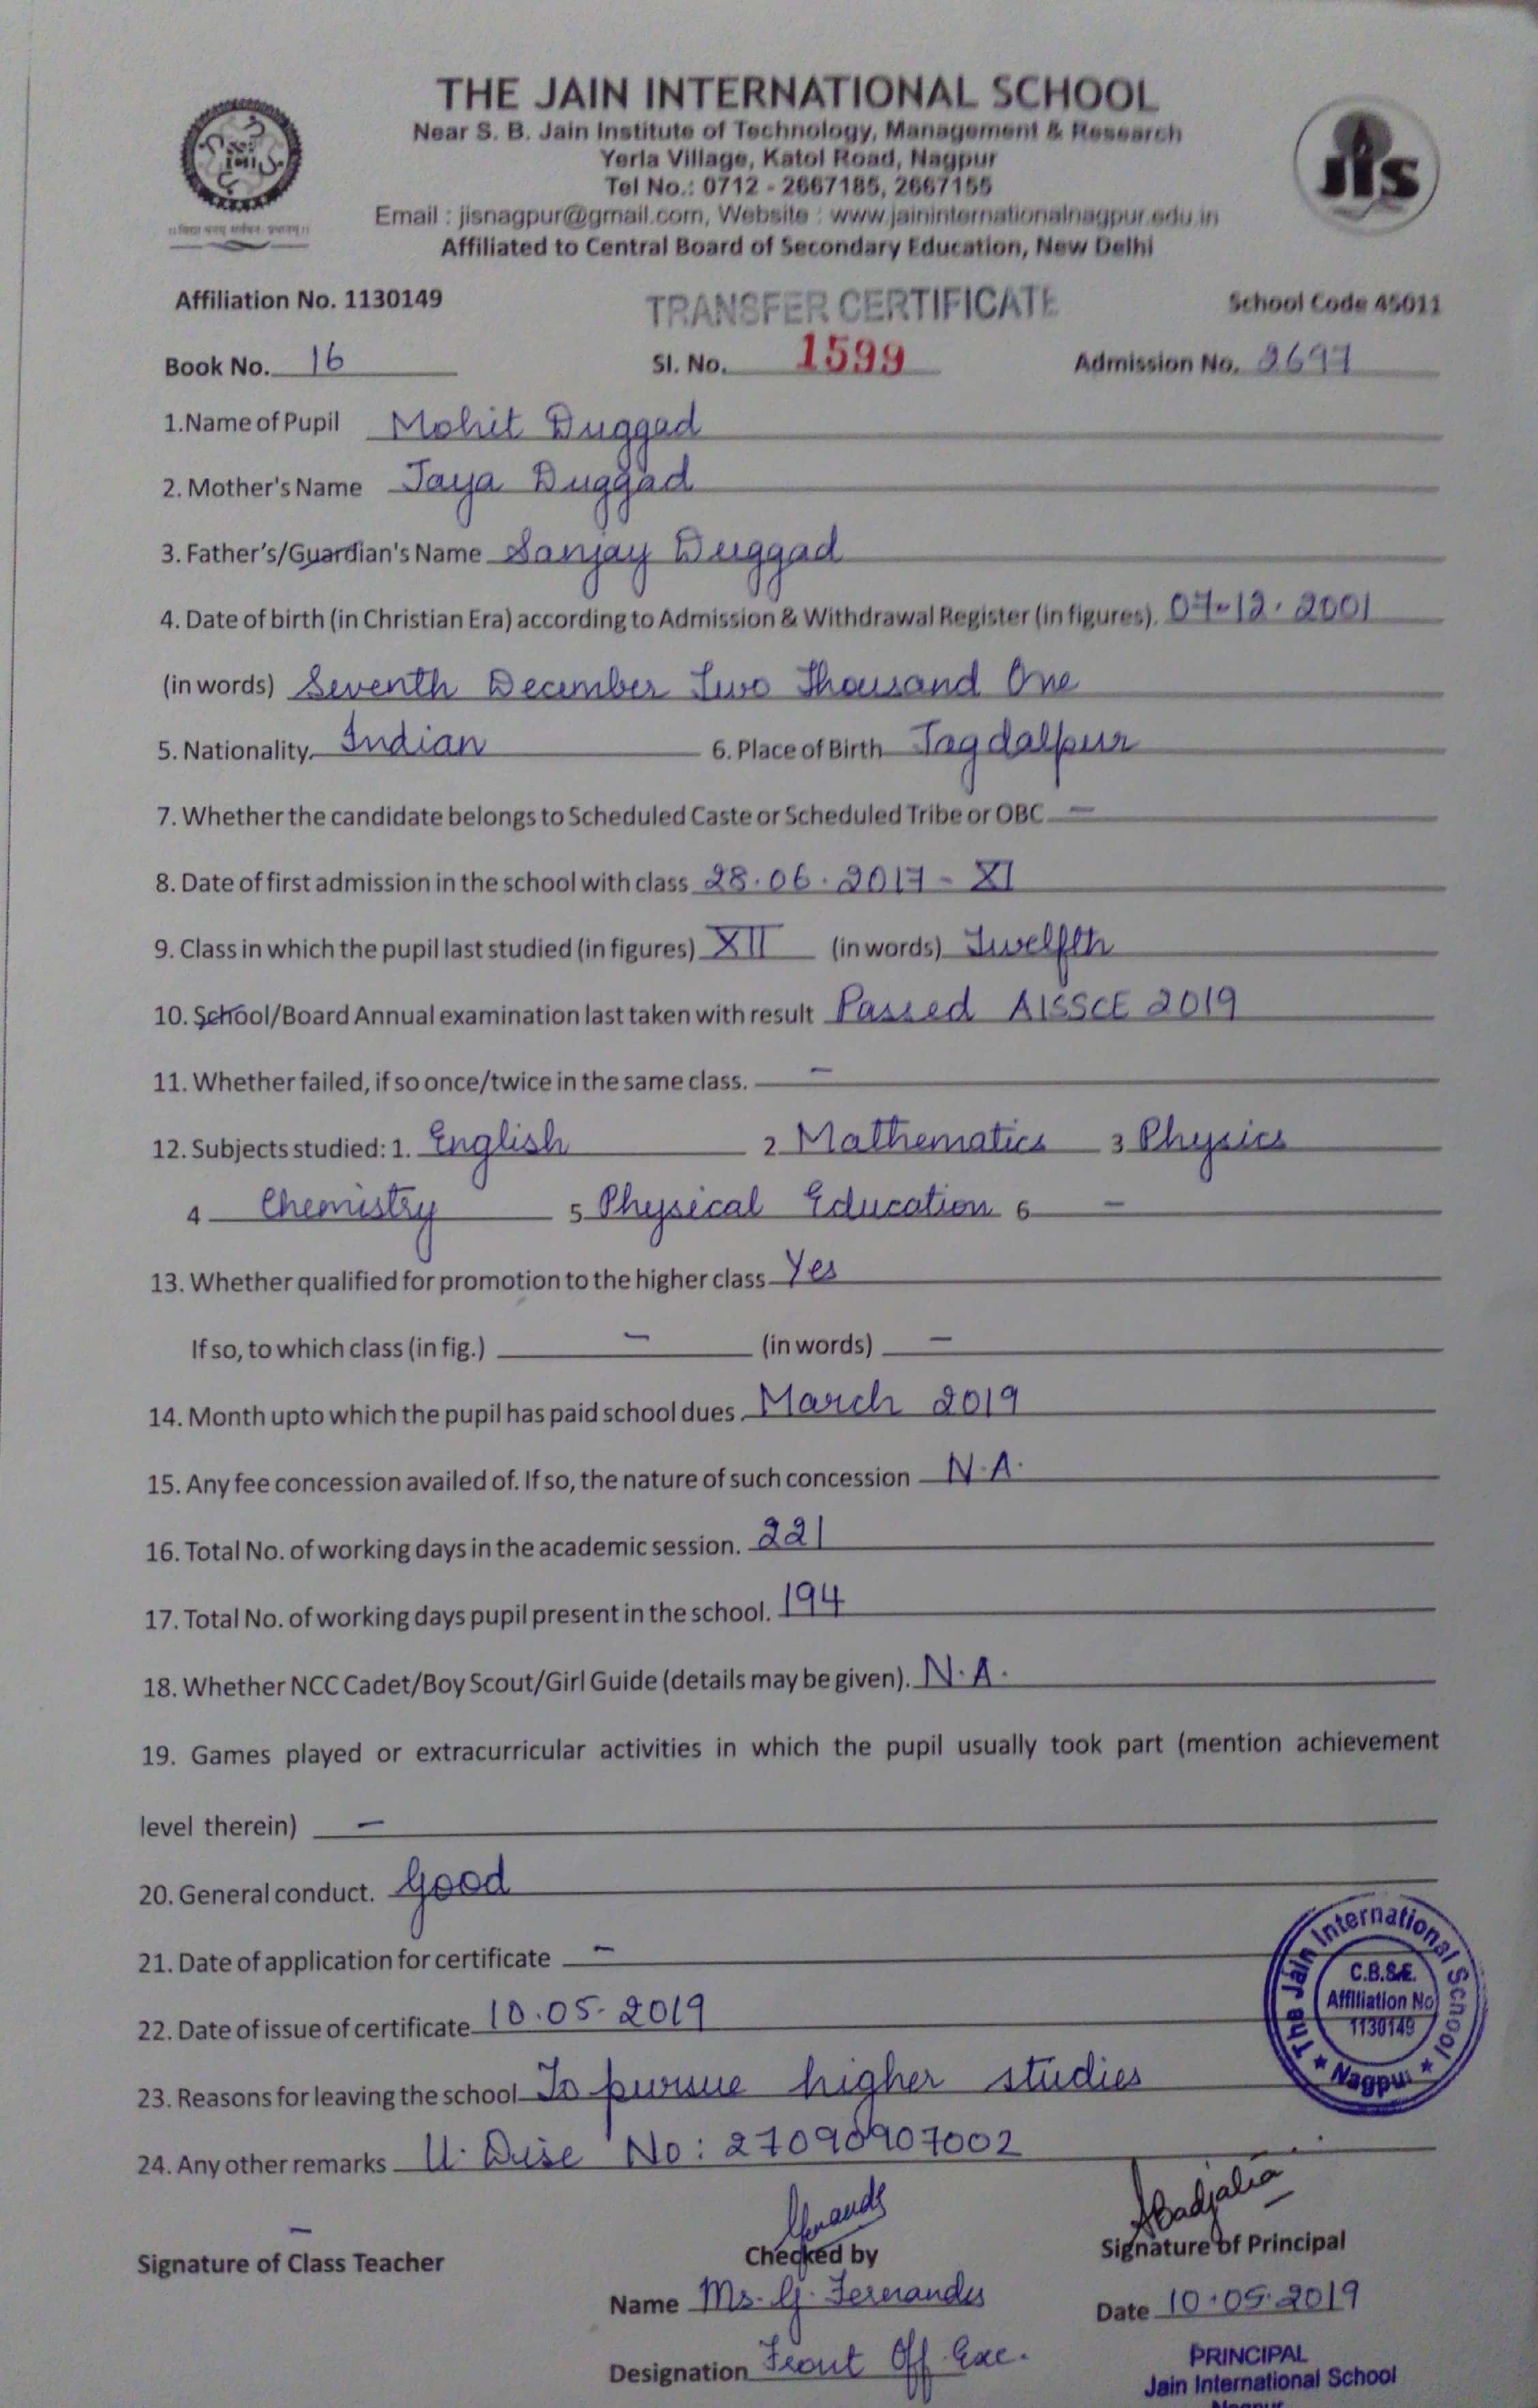 THE JAIN INTERNATIONAL SCHOOL
Near S. B. Jain Institute of Technology, Management & Research
Yerla Village, Katol Road, Nagpur
Tel No.: 0712 - 2667185, 2667155
Email : jisnagpur@gmail.com, Website : www.jaininternationalnagpur.edu.in
Affiliated to Central Board of Secondary Education, New Delhi
jis
Affiliation No. 1130149 TRANSFER CERTIFICATE School Code 45011
Book No. 16 Sl. No. 1599 Admission No. 2697
1.Name of Pupil Mohit Duggad
2. Mother's Name Jaya Duggad
3. Father's/Guardian's Name Sanjay Duggad
4. Date of birth (in Christian Era) according to Admission & Withdrawal Register (in figures). 07-12-2001
(in words) Seventh December Two Thousand One
5. Nationality. Indian 6. Place of Birth Jagdalpur
7. Whether the candidate belongs to Scheduled Caste or Scheduled Tribe or OBC –
8. Date of first admission in the school with class 28.06.2017 - XI
9. Class in which the pupil last studied (in figures) XII (in words) Twelfth
10. School/Board Annual examination last taken with result Passed AISSCE 2019
11. Whether failed, if so once/twice in the same class. –
12. Subjects studied: 1. English 2 Mathematics 3 Physics
4 Chemistry 5 Physical Education 6 –
13. Whether qualified for promotion to the higher class Yes
If so, to which class (in fig.) – (in words) –
14. Month upto which the pupil has paid school dues. March 2019
15. Any fee concession availed of. If so, the nature of such concession N.A.
16. Total No. of working days in the academic session. 221
17. Total No. of working days pupil present in the school. 194
18. Whether NCC Cadet/Boy Scout/Girl Guide (details may be given). N.A.
19. Games played or extracurricular activities in which the pupil usually took part (mention achievement
level therein) –
20. General conduct. Good
21. Date of application for certificate –
22. Date of issue of certificate 10.05.2019
23. Reasons for leaving the school To pursue higher studies
24. Any other remarks U. Dise No: 27090907002
The Jain International School
C.B.S.E.
Affiliation No
1130149
Nagpur
–
Signature of Class Teacher Checked by Signature of Principal
Name Ms. G. Fernandes Date 10.05.2019
Designation Front Off. Exc.
PRINCIPAL
Jain International School
Nagpur